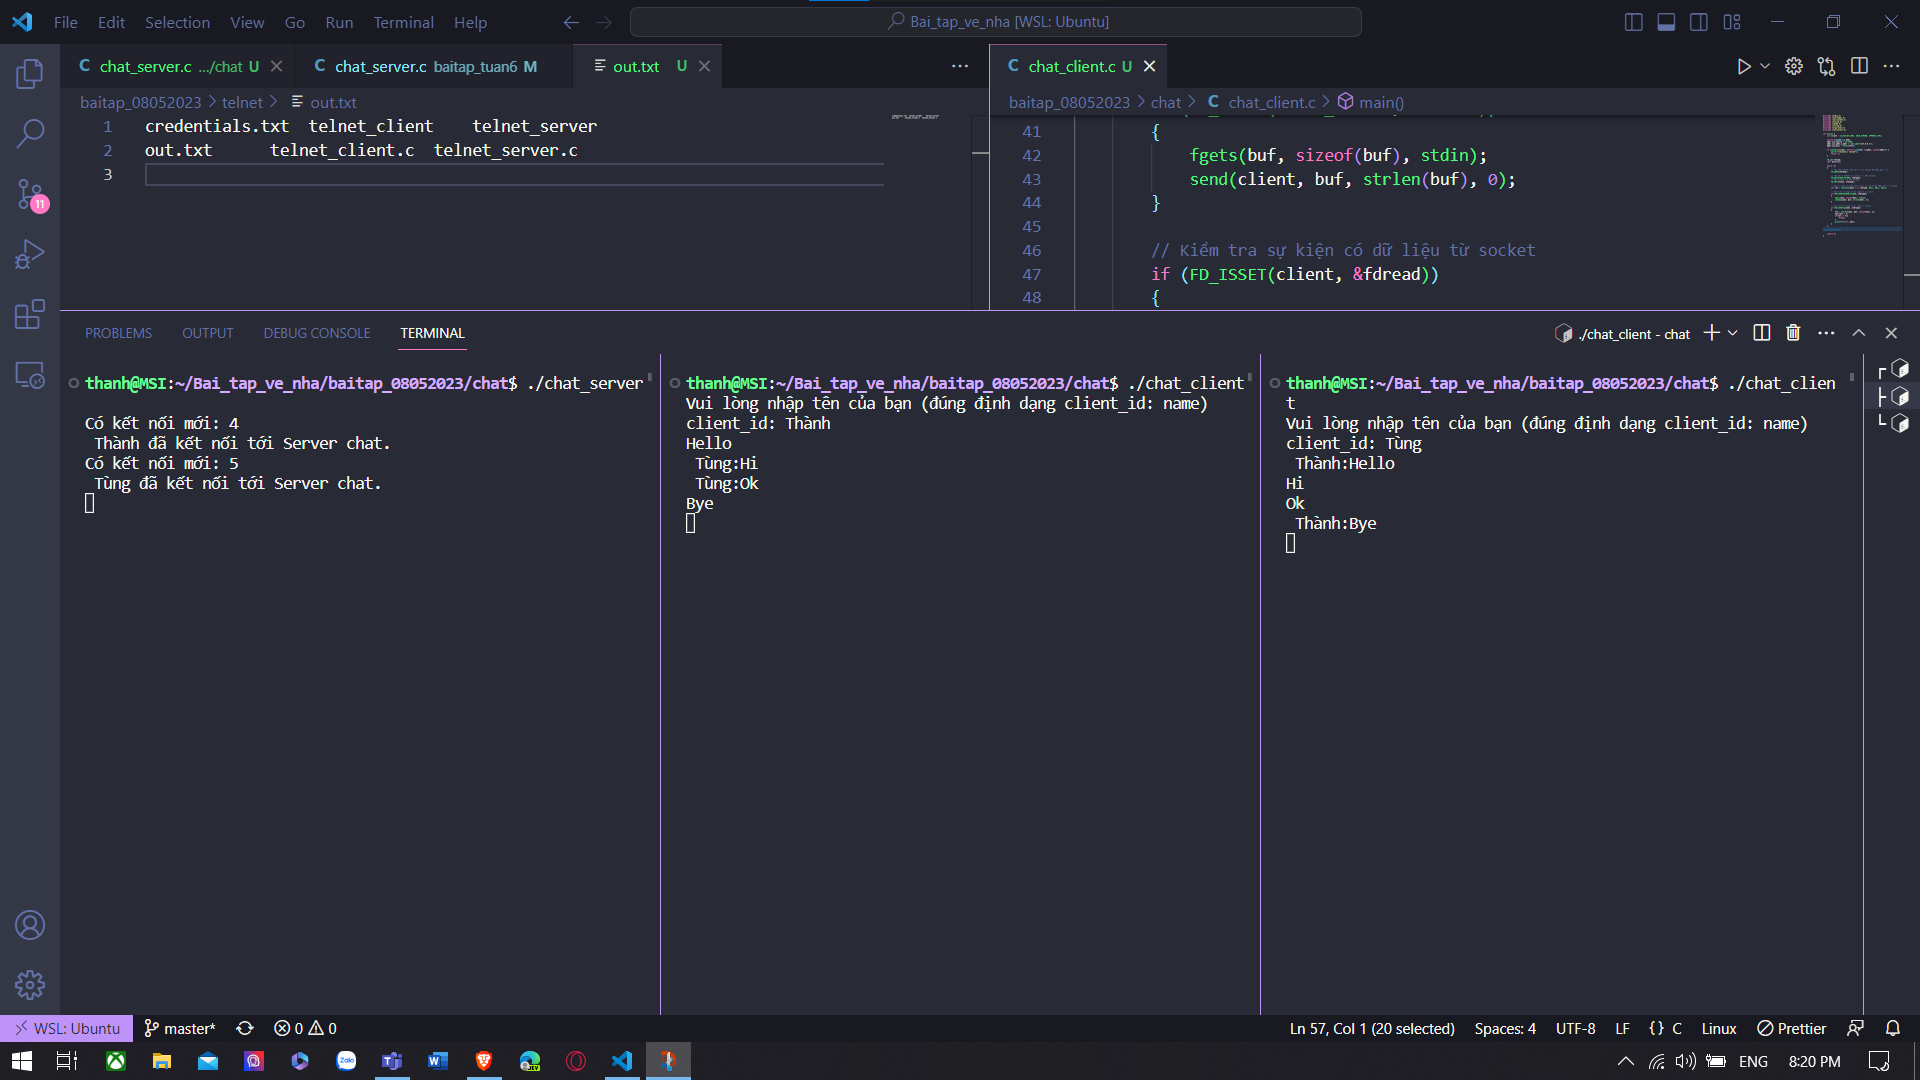 File Edit Selection View Go Run Terminal Help
Bai_tap_ve_nha [WSL: Ubuntu]
C chat_server.c .../chat U
C chat_server.c baitap_tuan6 M
out.txt U
baitap_08052023 > telnet > out.txt
1 credentials.txt telnet_client telnet_server
2 out.txt telnet_client.c telnet_server.c
3
C chat_client.c U
baitap_08052023 > chat > C chat_client.c > main()
41 {
42 fgets(buf, sizeof(buf), stdin);
43 send(client, buf, strlen(buf), 0);
44 }
45
46 // Kiểm tra sự kiện có dữ liệu từ socket
47 if (FD_ISSET(client, &fdread))
48 {
11
PROBLEMS OUTPUT DEBUG CONSOLE TERMINAL
./chat_client - chat
thanh@MSI:~/Bai_tap_ve_nha/baitap_08052023/chat$ ./chat_server
Có kết nối mới: 4
Thành đã kết nối tới Server chat.
Có kết nối mới: 5
Tùng đã kết nối tới Server chat.
thanh@MSI:~/Bai_tap_ve_nha/baitap_08052023/chat$ ./chat_client
Vui lòng nhập tên của bạn (đúng định dạng client_id: name)
client_id: Thành
Hello
Tùng:Hi
Tùng:Ok
Bye
thanh@MSI:~/Bai_tap_ve_nha/baitap_08052023/chat$ ./chat_clien
t
Vui lòng nhập tên của bạn (đúng định dạng client_id: name)
client_id: Tùng
Thành:Hello
Hi
Ok
Thành:Bye
WSL: Ubuntu master* 0 0
Ln 57, Col 1 (20 selected) Spaces: 4 UTF-8 LF {} C Linux Prettier
Zalo
ENG 8:20 PM